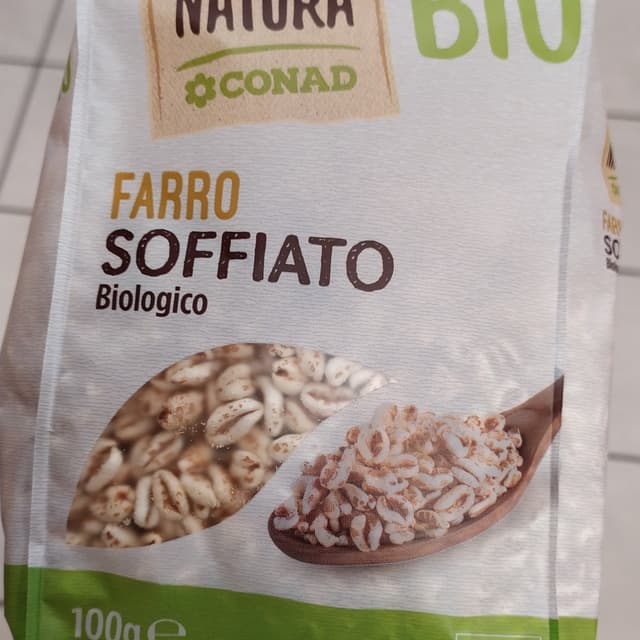 NATURA
BIO
CONAD
FARRO
SOFFIATO
Biologico
100g e